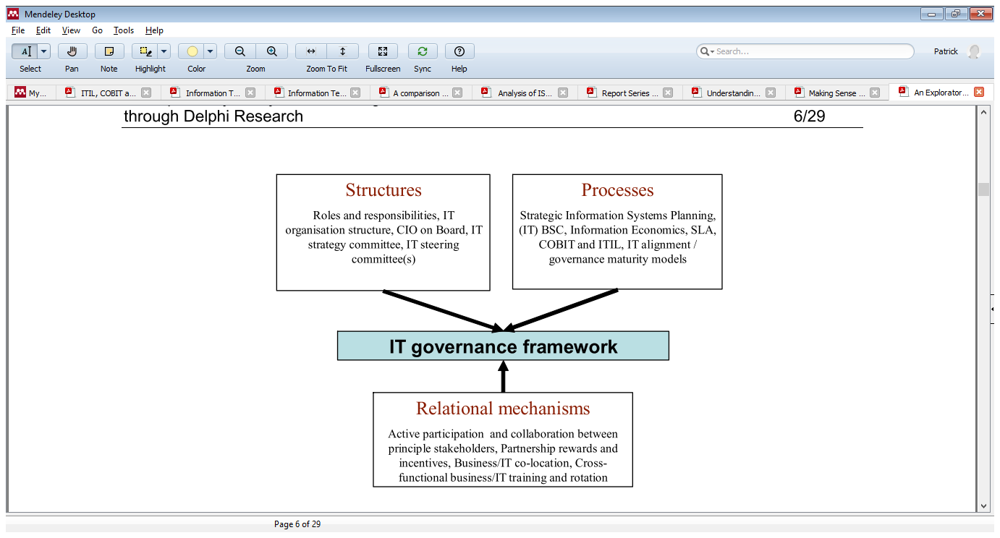 Mendeley Desktop
File Edit View Go Tools Help
Search...
Patrick
Select Pan Note Highlight Color Zoom Zoom To Fit Fullscreen Sync Help
My... ITIL, COBIT a... Information T... Information Te... A comparison ... Analysis of IS... Report Series ... Understandin... Making Sense ... An Explorator...
through Delphi Research 6/29
Structures
Roles and responsibilities, IT
organisation structure, CIO on Board, IT
strategy committee, IT steering
committee(s)
Processes
Strategic Information Systems Planning,
(IT) BSC, Information Economics, SLA,
COBIT and ITIL, IT alignment /
governance maturity models
IT governance framework
Relational mechanisms
Active participation and collaboration between
principle stakeholders, Partnership rewards and
incentives, Business/IT co-location, Cross-
functional business/IT training and rotation
Page 6 of 29